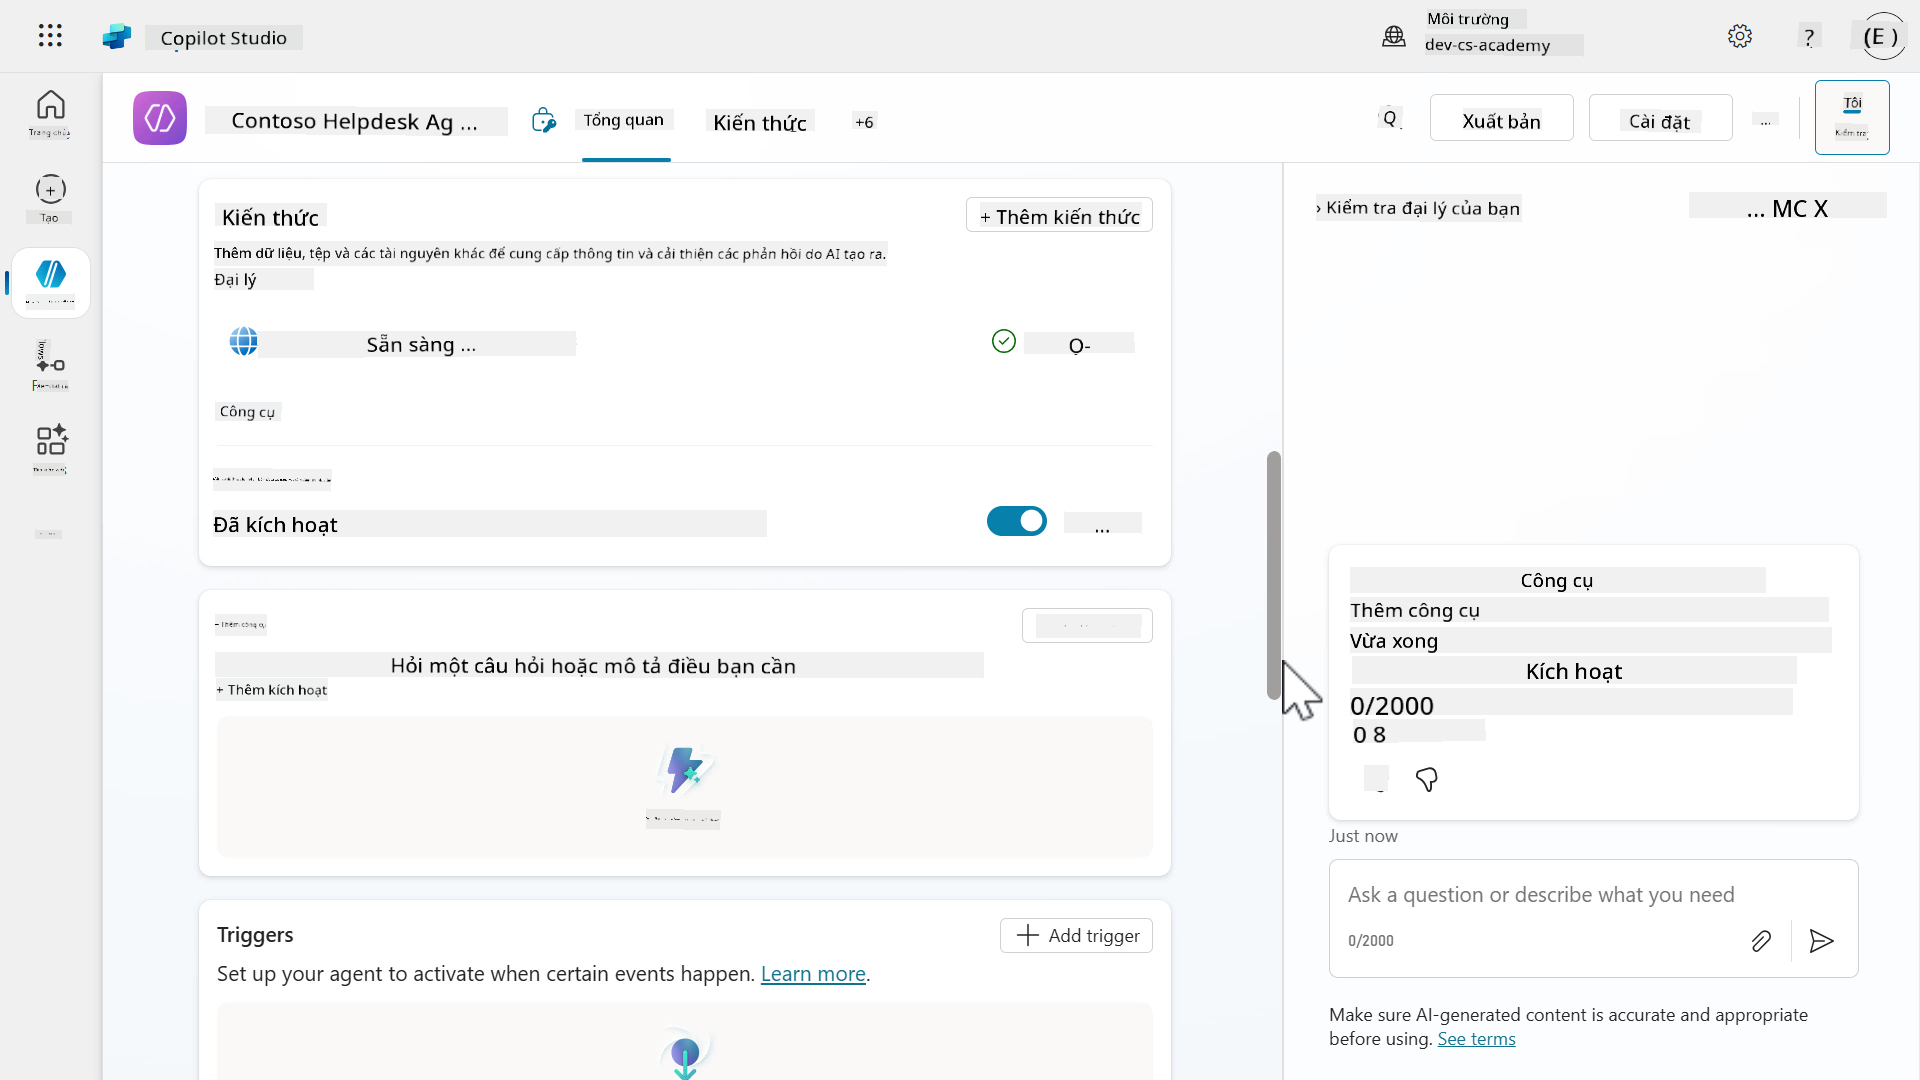 Copilot Studio
Môi trường
dev-cs-academy
?
(E )
Trang chủ
Tạo
Contoso Helpdesk Ag ...
Tổng quan
Kiến thức
+6
Q
Xuất bản
Cài đặt
...
Tôi
Kiểm tra
Kiến thức
+ Thêm kiến thức
Thêm dữ liệu, tệp và các tài nguyên khác để cung cấp thông tin và cải thiện các phản hồi do AI tạo ra.
Đại lý
Sẵn sàng ...
Công cụ
Đã kích hoạt
...
+ Thêm công cụ
Hỏi một câu hỏi hoặc mô tả điều bạn cần
+ Thêm kích hoạt
Triggers
Add trigger
Set up your agent to activate when certain events happen. Learn more.
› Kiểm tra đại lý của bạn
... MC X
Công cụ
Thêm công cụ
Vừa xong
Kích hoạt
0/2000
0 8
Just now
Ask a question or describe what you need
0/2000
Make sure AI-generated content is accurate and appropriate
before using. See terms